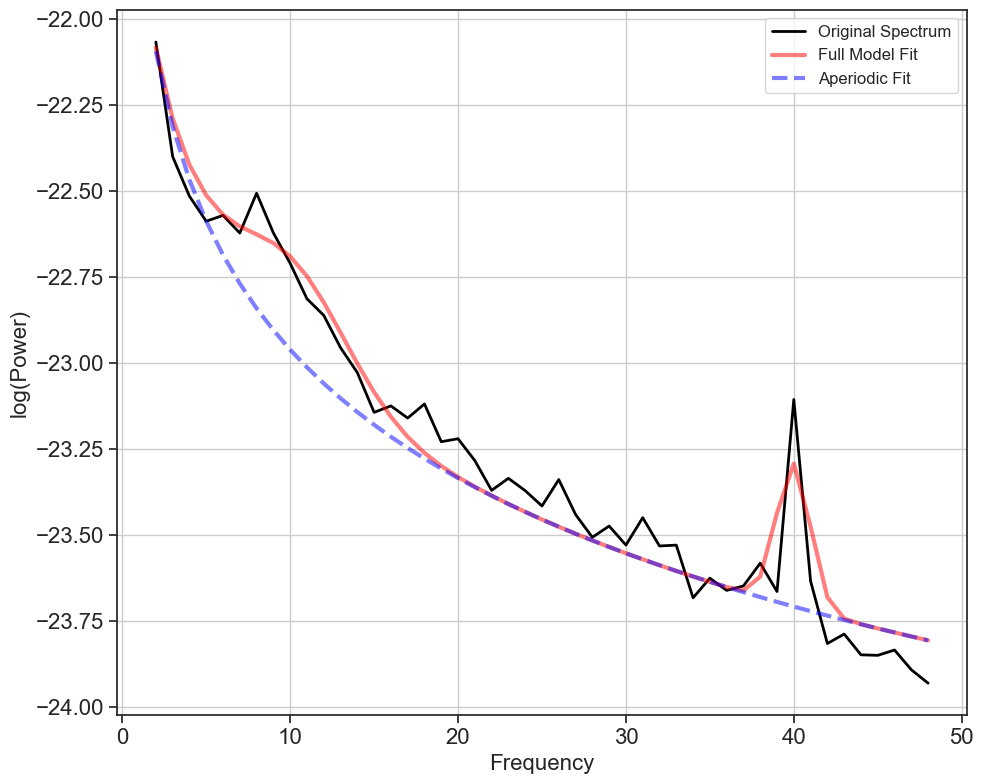 −22.00
−22.25
−22.50
−22.75
−23.00
−23.25
−23.50
−23.75
−24.00
log(Power)
Original Spectrum
Full Model Fit
Aperiodic Fit
0 10 20 30 40 50
Frequency